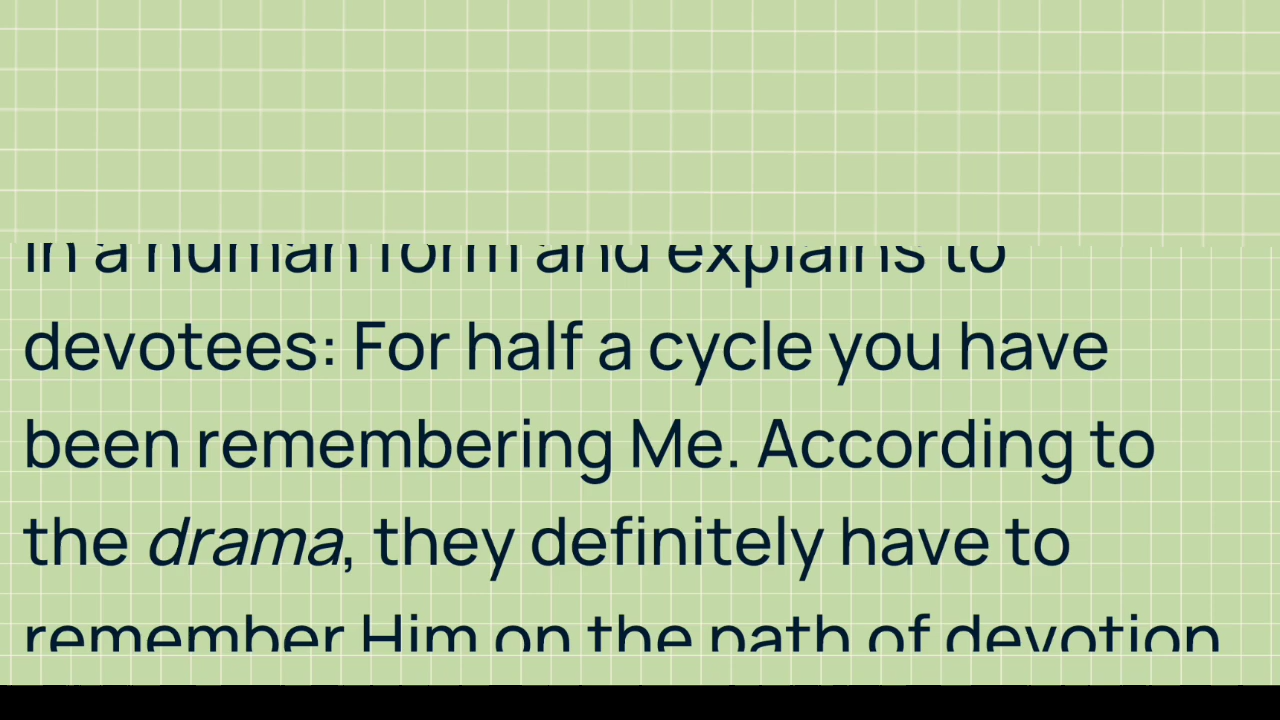 in a human form and explains to
devotees: For half a cycle you have
been remembering Me. According to
the drama, they definitely have to
remember Him on the path of devotion